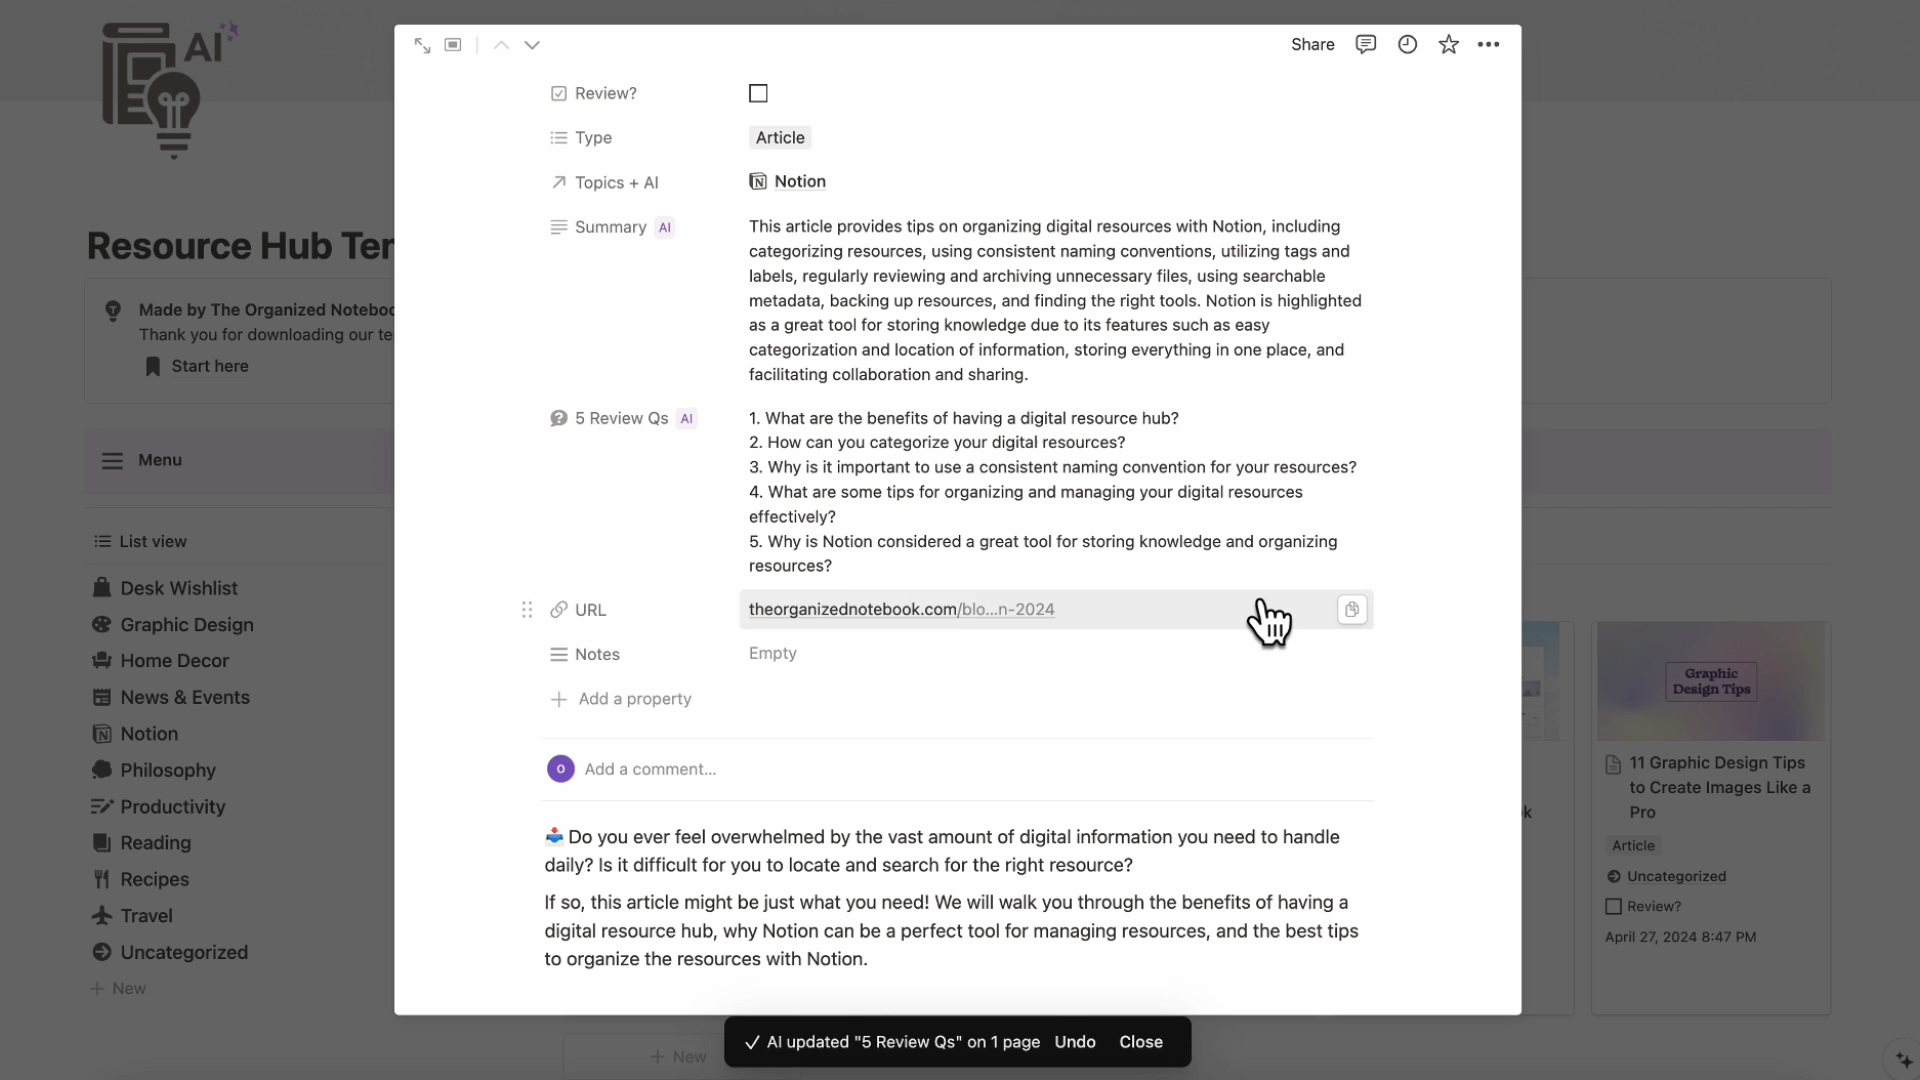 AI
Share
Review?
Type
Article
Topics + AI
Notion
Summary AI
This article provides tips on organizing digital resources with Notion, including
categorizing resources, using consistent naming conventions, utilizing tags and
labels, regularly reviewing and archiving unnecessary files, using searchable
metadata, backing up resources, and finding the right tools. Notion is highlighted
as a great tool for storing knowledge due to its features such as easy
categorization and location of information, storing everything in one place, and
facilitating collaboration and sharing.
5 Review Qs AI
1. What are the benefits of having a digital resource hub?
2. How can you categorize your digital resources?
3. Why is it important to use a consistent naming convention for your resources?
4. What are some tips for organizing and managing your digital resources
effectively?
5. Why is Notion considered a great tool for storing knowledge and organizing
resources?
URL
theorganizednotebook.com/blo...n-2024
Notes
Empty
Add a property
O
Add a comment...
Do you ever feel overwhelmed by the vast amount of digital information you need to handle
daily? Is it difficult for you to locate and search for the right resource?
If so, this article might be just what you need! We will walk you through the benefits of having a
digital resource hub, why Notion can be a perfect tool for managing resources, and the best tips
to organize the resources with Notion.
Resource Hub Ter
Made by The Organized Noteboo
Thank you for downloading our te
Start here
Menu
List view
Desk Wishlist
Graphic Design
Home Decor
News & Events
Notion
Philosophy
Productivity
Reading
Recipes
Travel
Uncategorized
New
New
Graphic
Design Tips
11 Graphic Design Tips
to Create Images Like a
Pro
Article
Uncategorized
Review?
April 27, 2024 8:47 PM
k
AI updated "5 Review Qs" on 1 page Undo Close